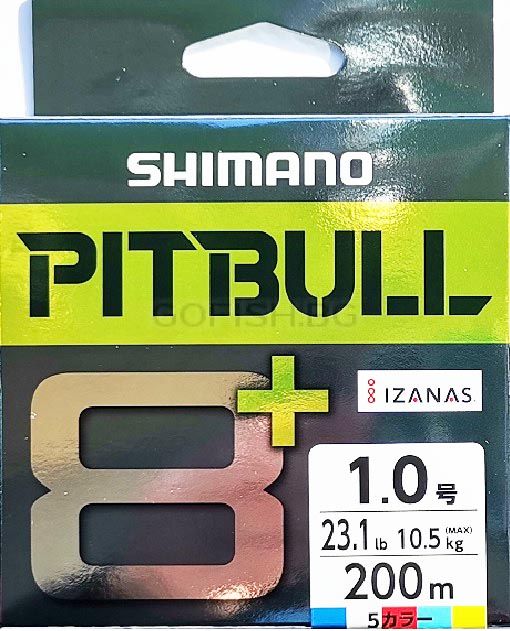 SHIMANO
PITBULL
GOFISH.BG
8+
IZANAS
1.0号
23.1 lb 10.5 kg (MAX)
200m
5カラー